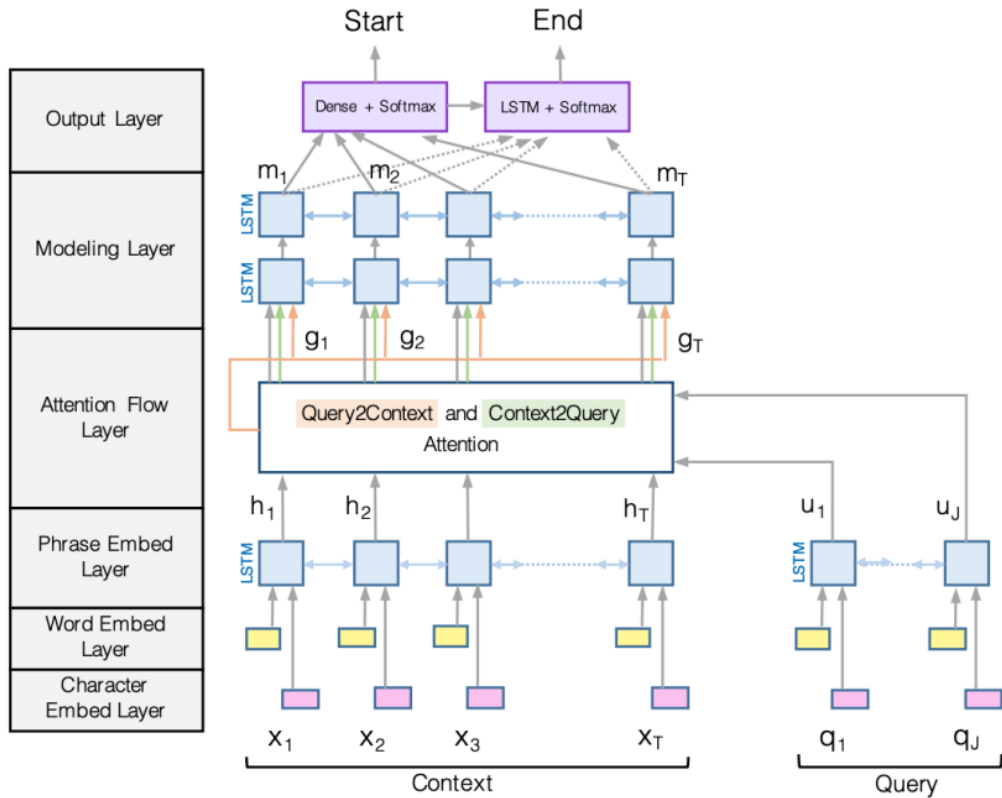 Start
End
Output Layer
Dense + Softmax
LSTM + Softmax
m1
m2
mT
Modeling Layer
LSTM
LSTM
g1
g2
gT
Attention Flow
Layer
Query2Context and Context2Query
Attention
h1
h2
hT
u1
uJ
Phrase Embed
Layer
LSTM
LSTM
Word Embed
Layer
Character
Embed Layer
x1
x2
x3
xT
q1
qJ
Context
Query